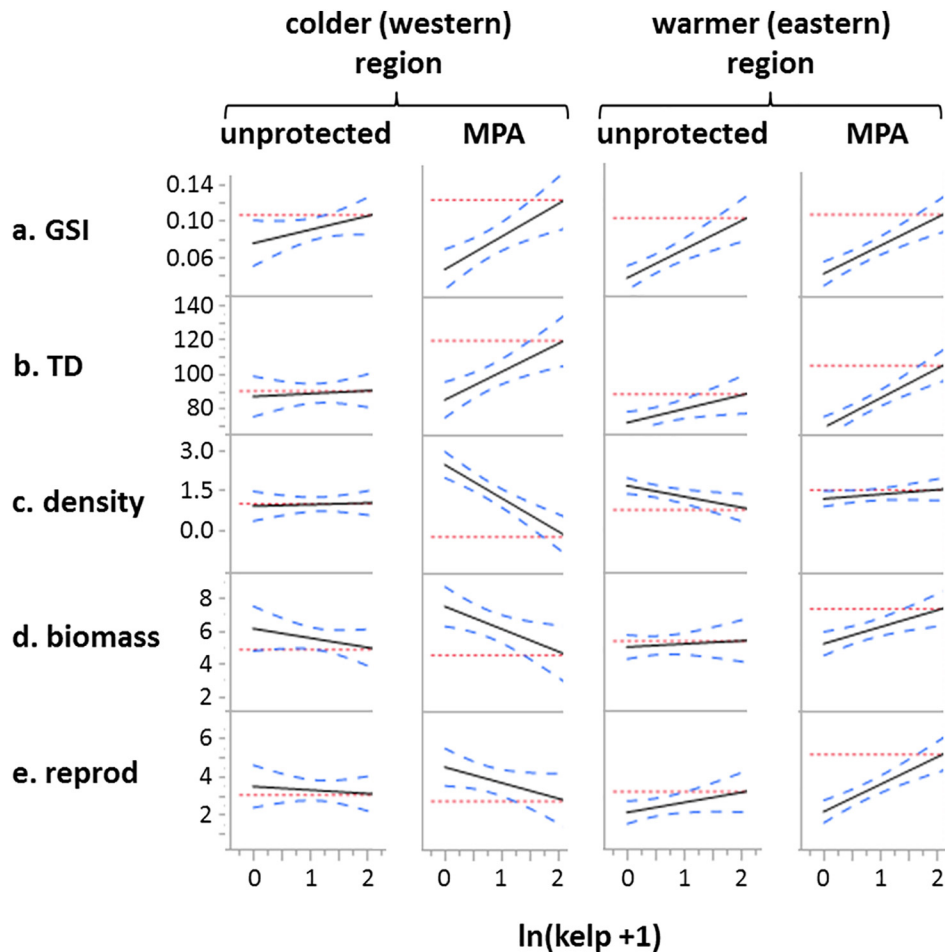 colder (western) region
warmer (eastern) region
unprotected MPA unprotected MPA
a. GSI
0.14
0.10
0.06
b. TD
140
120
100
80
c. density
3.0
1.5
0.0
d. biomass
8
6
4
2
e. reprod
6
4
2
0 1 2 0 1 2 0 1 2 0 1 2
ln(kelp +1)